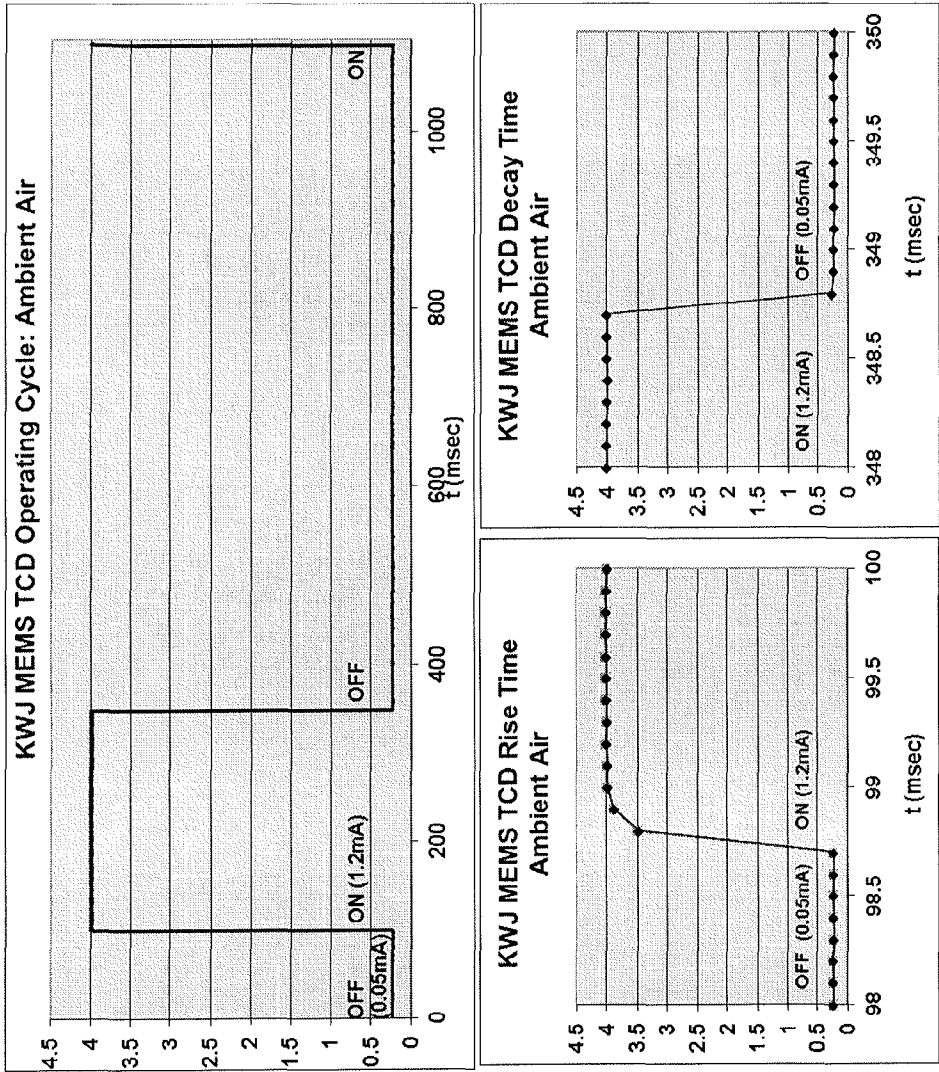 KWJ MEMS TCD Operating Cycle: Ambient Air
4.5
4
3.5
3
2.5
2
1.5
1
0.5
0
OFF
(0.05mA)
ON (1.2mA)
OFF
ON
0
200
400
600
800
1000
t (msec)
KWJ MEMS TCD Rise Time
Ambient Air
4.5
4
3.5
3
2.5
2
1.5
1
0.5
0
OFF (0.05mA)
ON (1.2mA)
98
98.5
99
99.5
100
t (msec)
KWJ MEMS TCD Decay Time
Ambient Air
4.5
4
3.5
3
2.5
2
1.5
1
0.5
0
ON (1.2mA)
OFF (0.05mA)
348
348.5
349
349.5
350
t (msec)